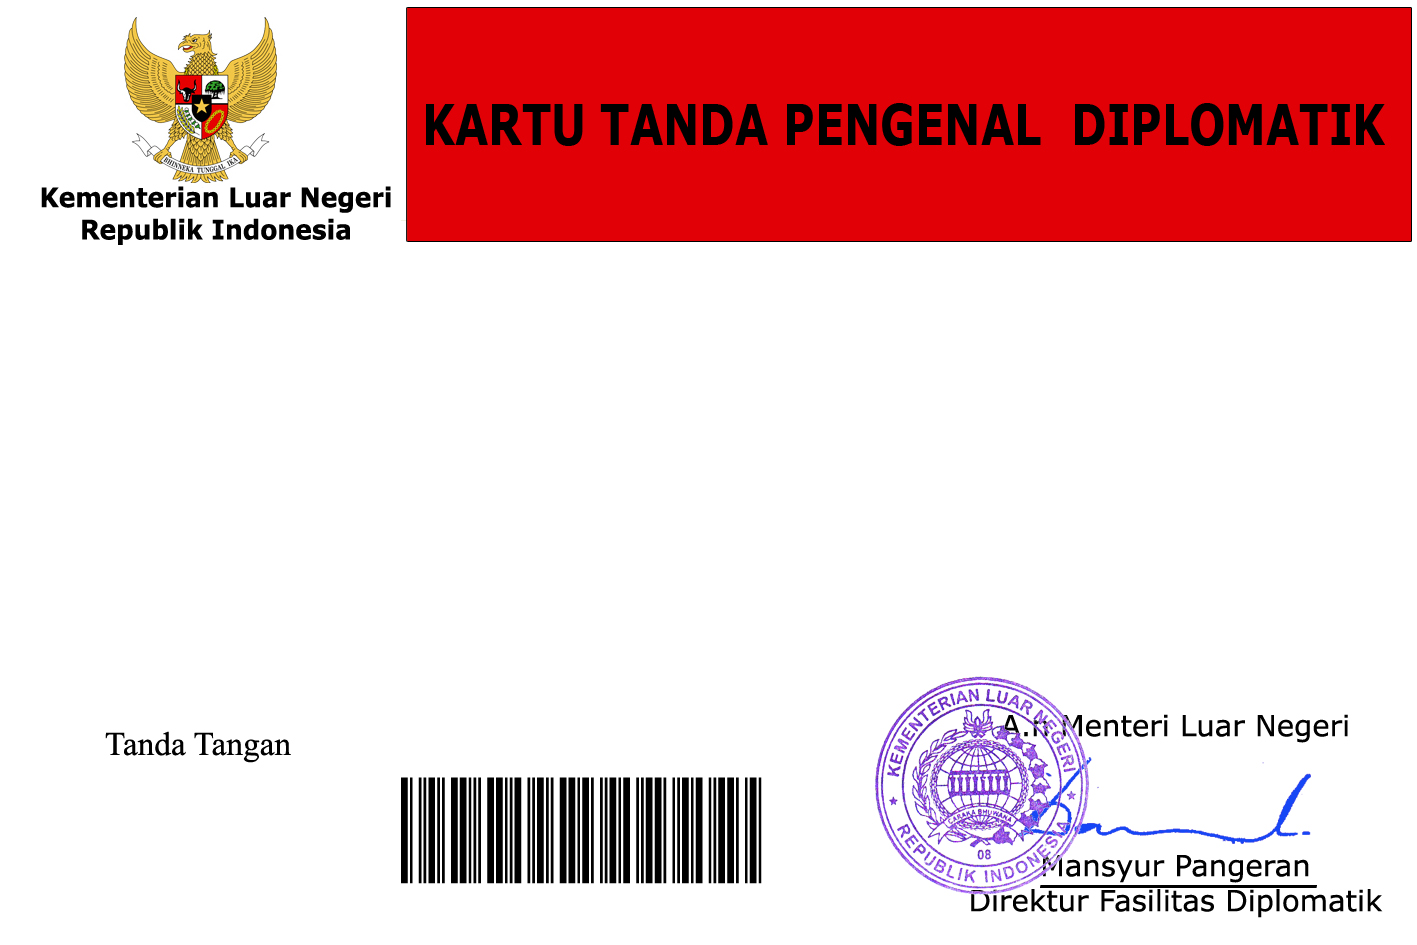 BHINNEKA TUNGGAL IKA
Kementerian Luar Negeri
Republik Indonesia
KARTU TANDA PENGENAL  DIPLOMATIK
Tanda Tangan
A.n Menteri Luar Negeri
KEMENTERIAN LUAR NEGERI
CARAKA BHUWANA
08
REPUBLIK INDONESIA
Mansyur Pangeran
Direktur Fasilitas Diplomatik